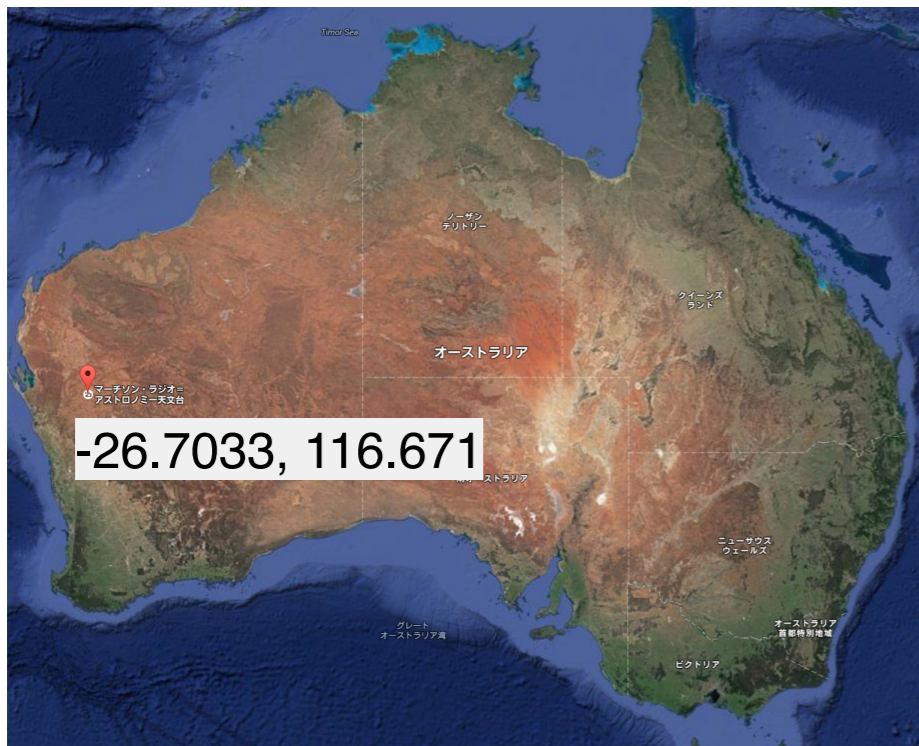 Timor Sea
ノーザン
テリトリー
クイーンズ
ランド
オーストラリア
マーチソン・ラジオ＝
アストロノミー天文台
-26.7033, 116.671
ストラリア
ニューサウス
ウェールズ
グレート
オーストラリア湾
オーストラリア
首都特別地域
ビクトリア